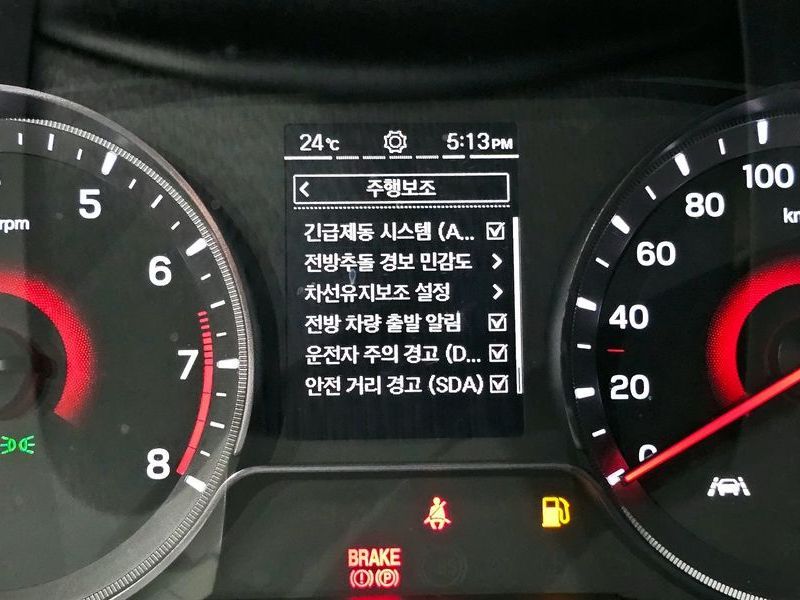 24℃ 5:13PM
주행보조
긴급제동 시스템 (A...
전방추돌 경보 민감도
차선유지보조 설정
전방 차량 출발 알림
운전자 주의 경고 (D...
안전 거리 경고 (SDA)
rpm
5
6
7
8
100
80
60
40
20
0
BRAKE
(!) (P)